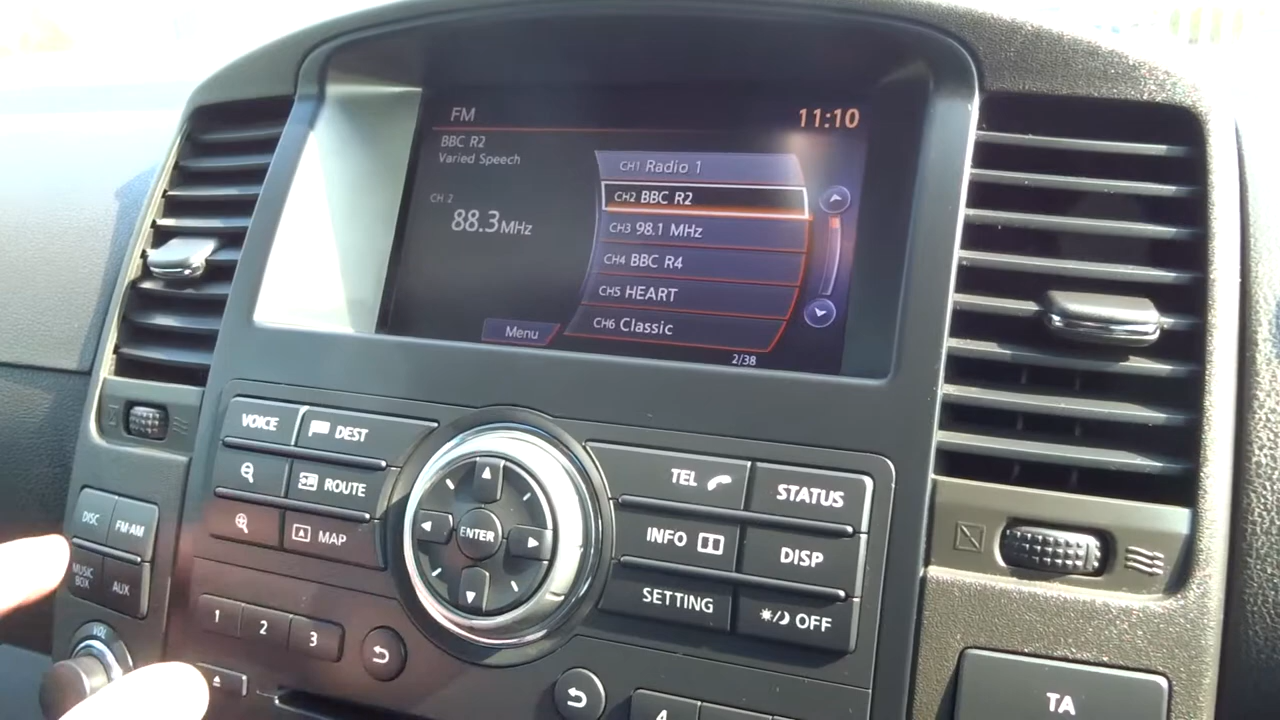 FM
11:10
BBC R2
Varied Speech
CH 2
88.3MHz
CH1 Radio 1
CH2 BBC R2
CH3 98.1 MHz
CH4 BBC R4
CH5 HEART
CH6 Classic
Menu
2/38
VOICE
DEST
ROUTE
A MAP
ENTER
TEL
STATUS
INFO
DISP
SETTING
OFF
DISC
FM·AM
MUSIC BOX
AUX
VOL
1
2
3
4
TA